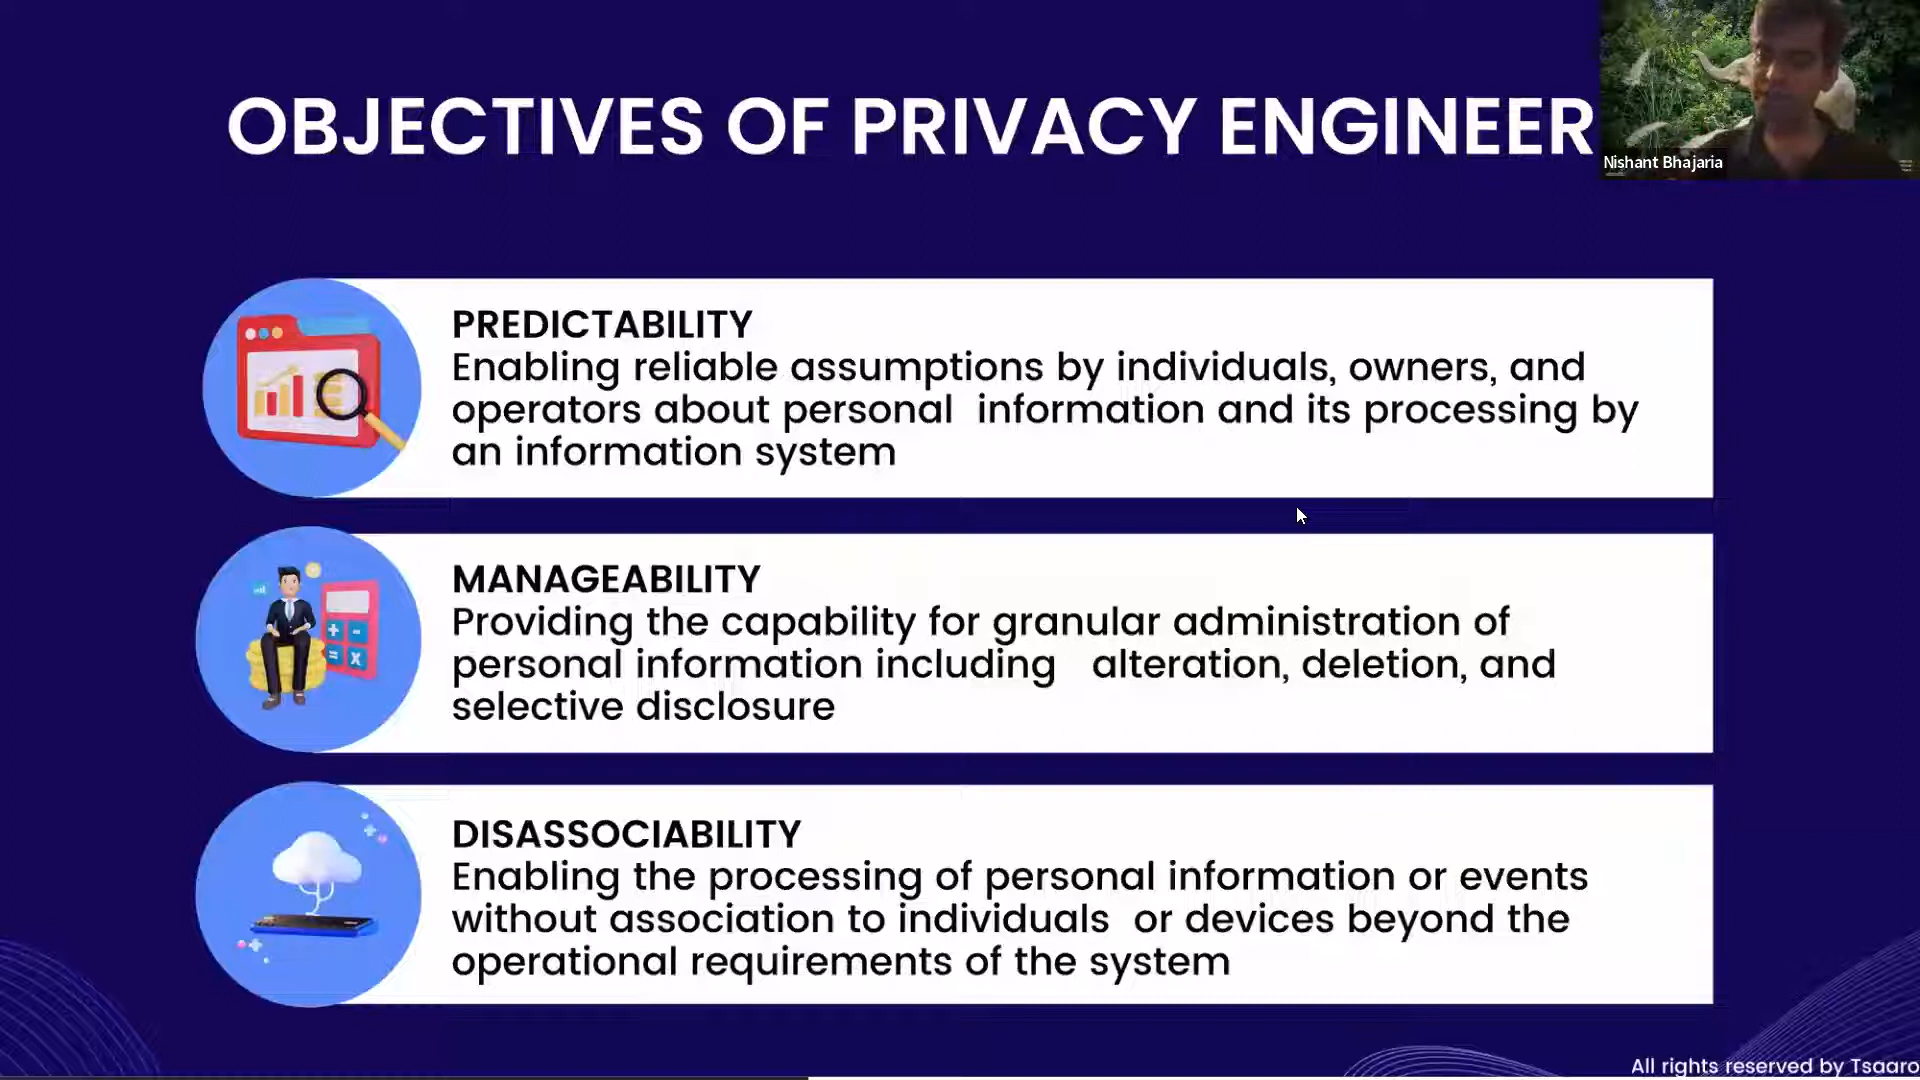 OBJECTIVES OF PRIVACY ENGINEER
Nishant Bhajaria
PREDICTABILITY
Enabling reliable assumptions by individuals, owners, and
operators about personal information and its processing by
an information system
MANAGEABILITY
Providing the capability for granular administration of
personal information including alteration, deletion, and
selective disclosure
DISASSOCIABILITY
Enabling the processing of personal information or events
without association to individuals or devices beyond the
operational requirements of the system
All rights reserved by Tsaaro